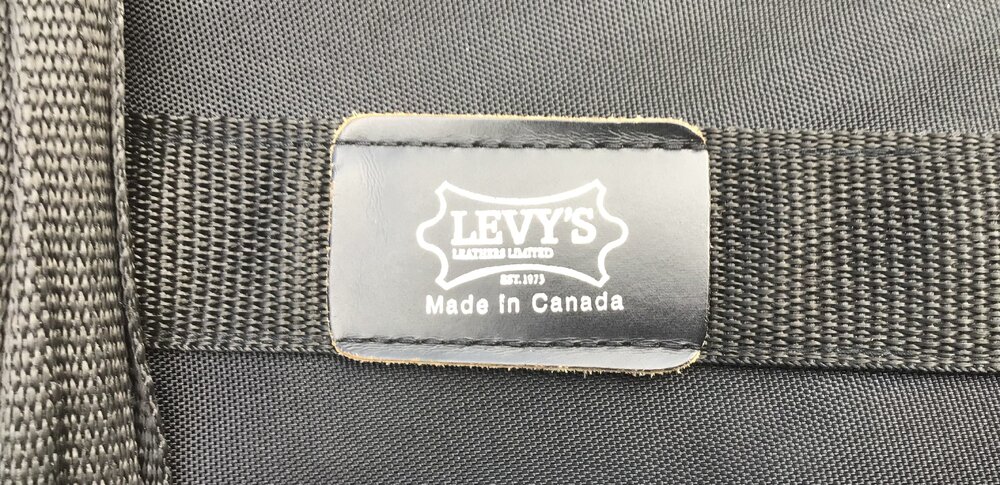 LEVY'S
LEATHERS LIMITED
EST. 1973
Made in Canada